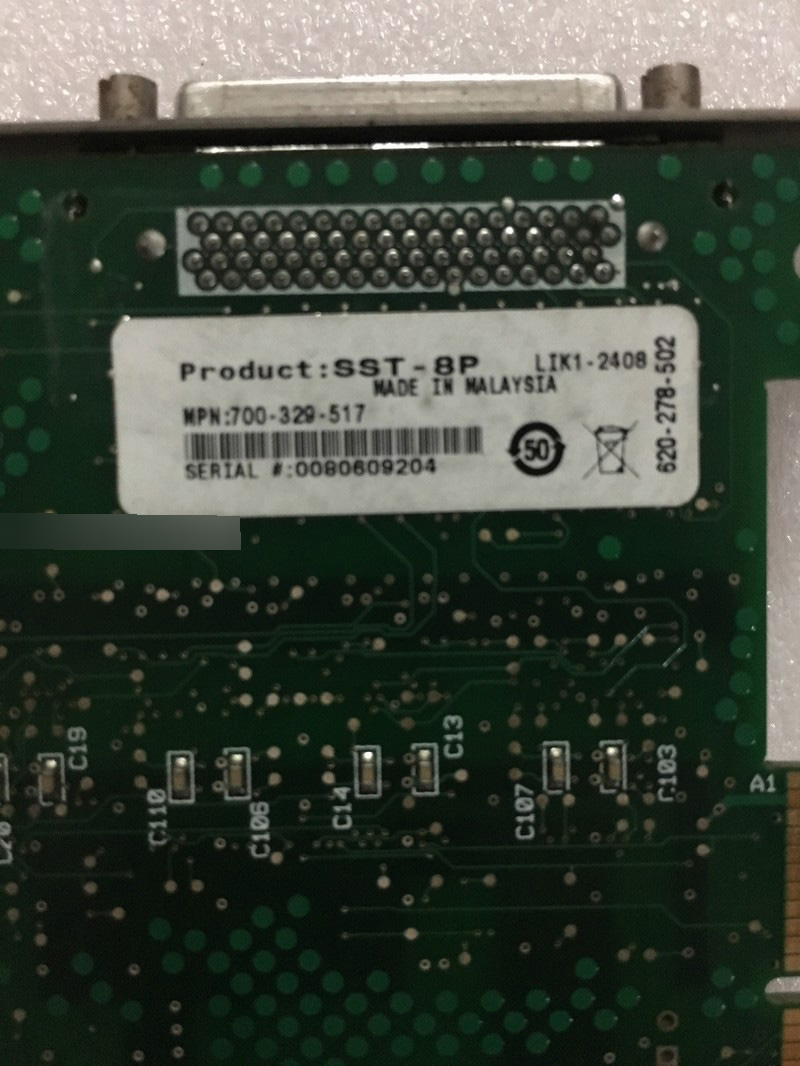 Product:SST-8P LIK1-2408
MADE IN MALAYSIA
MPN:700-329-517
SERIAL #:0080609204
50
620-278-502
C19
C13
C103
A1
C110
C106
C14
C107
C20